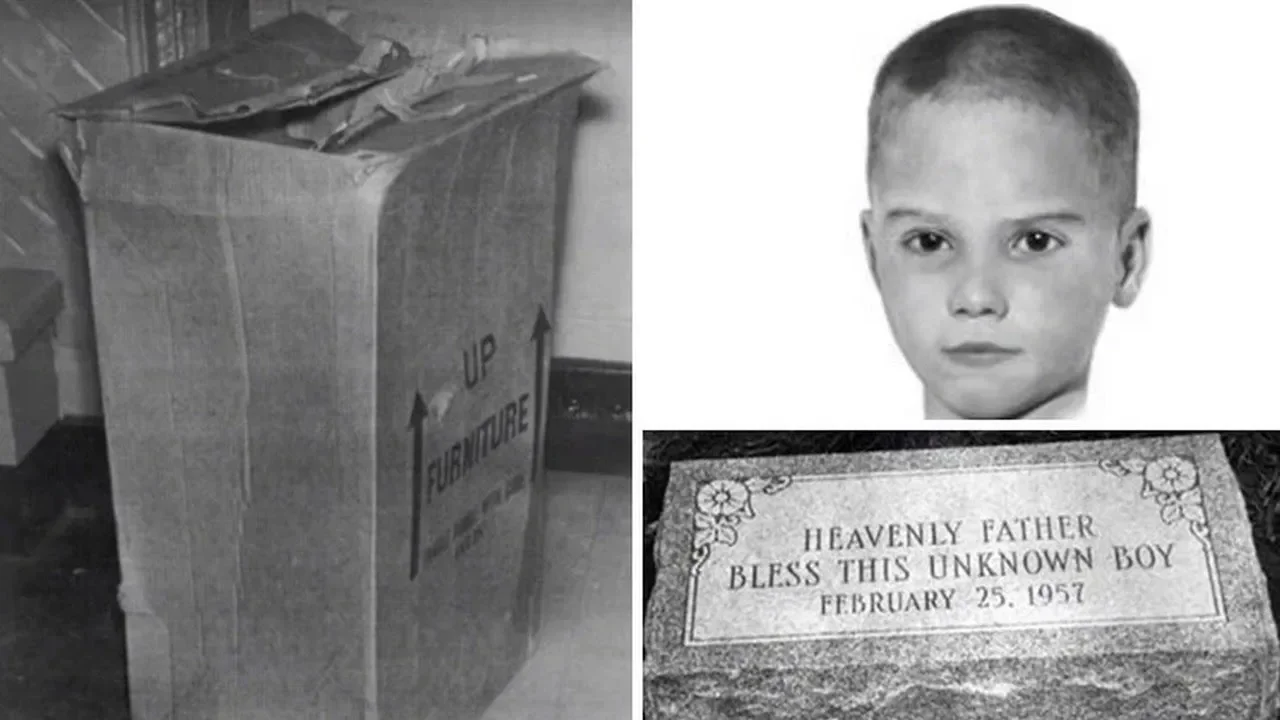 UP
FURNITURE
HEAVENLY FATHER
BLESS THIS UNKNOWN BOY
FEBRUARY 25, 1957